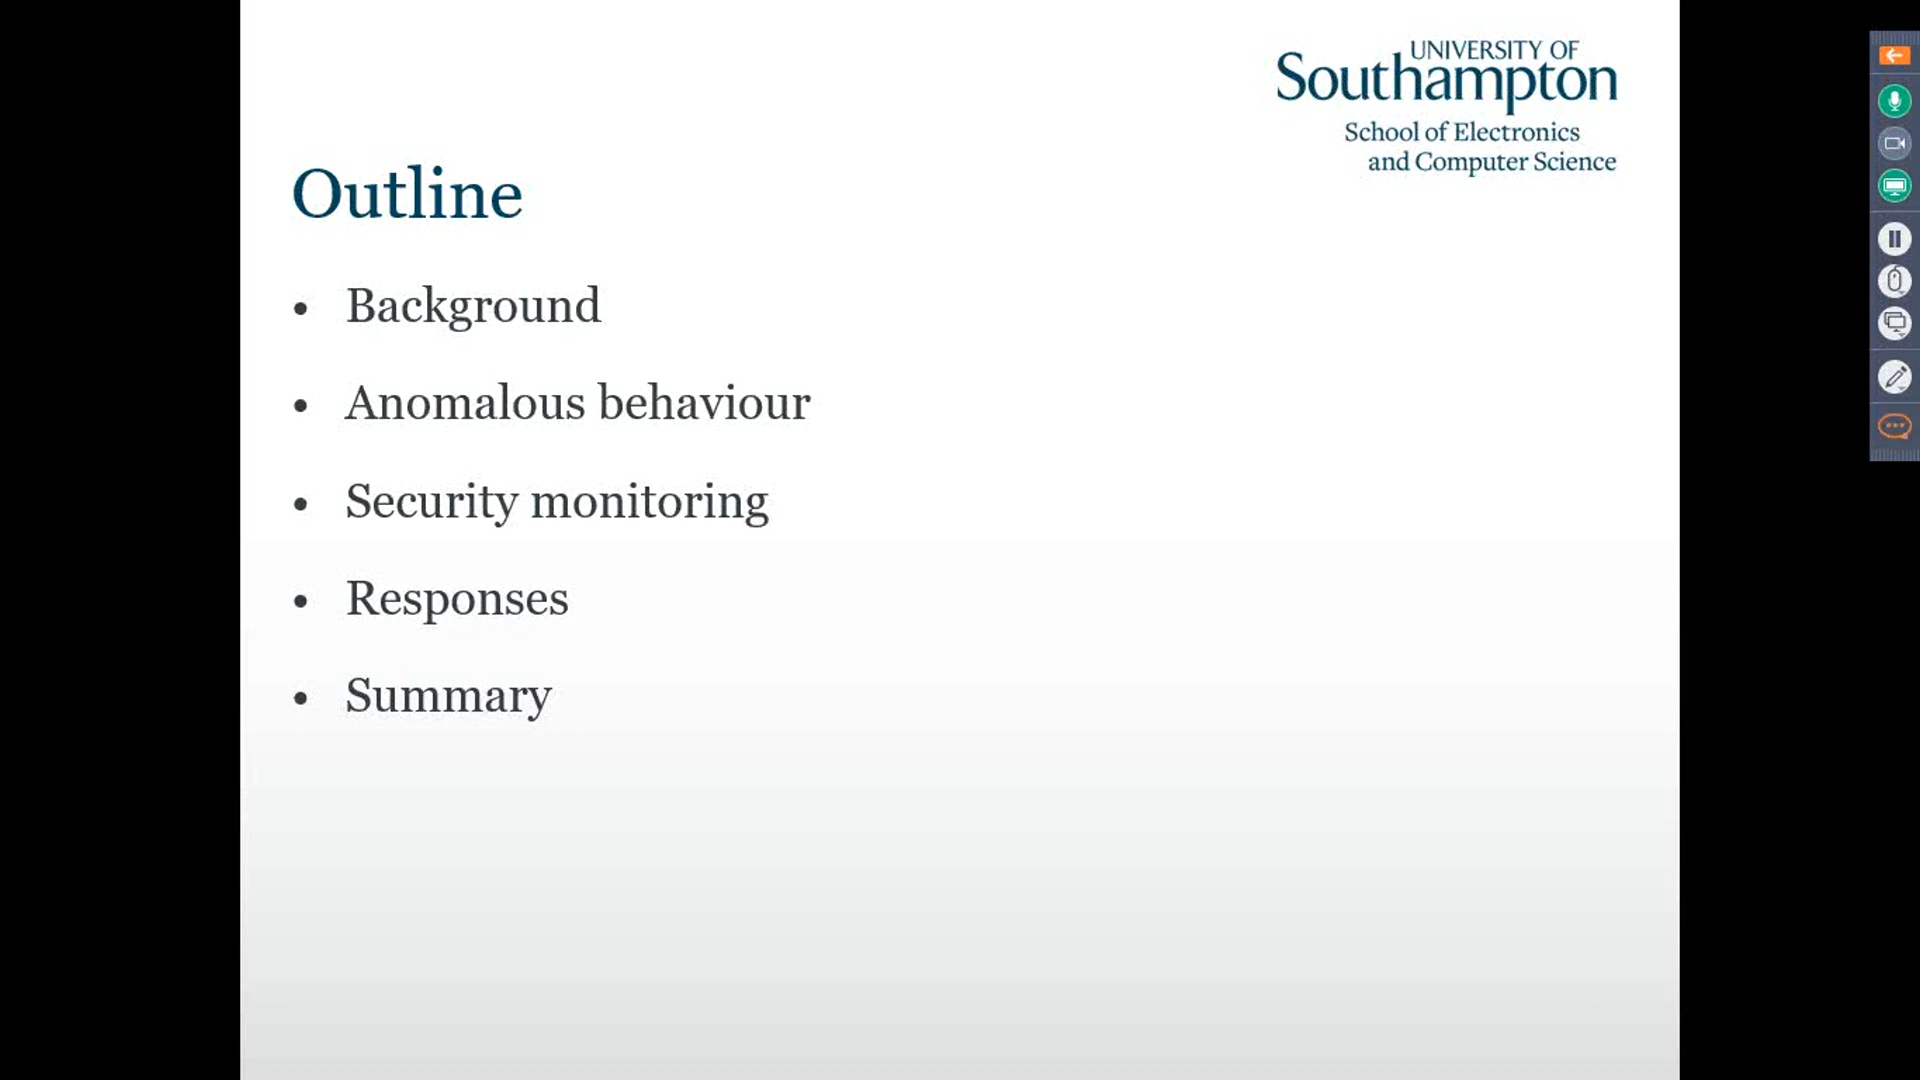 UNIVERSITY OF
Southampton
School of Electronics
and Computer Science
Outline
• Background
• Anomalous behaviour
• Security monitoring
• Responses
• Summary